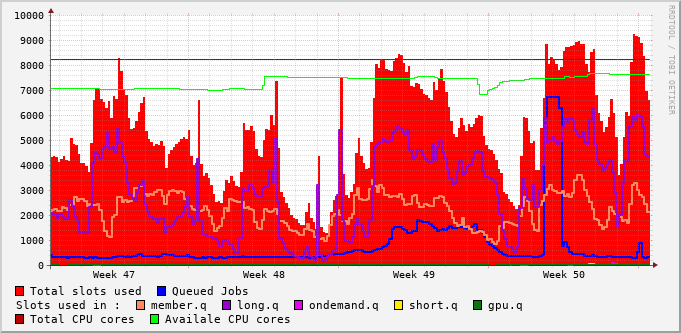 10000
9000
8000
7000
6000
5000
4000
3000
2000
1000
0
Week 47 Week 48 Week 49 Week 50
RRDTOOL / TOBI OETIKER
Total slots used Queued Jobs
Slots used in : member.q long.q ondemand.q short.q gpu.q
Total CPU cores Availale CPU cores